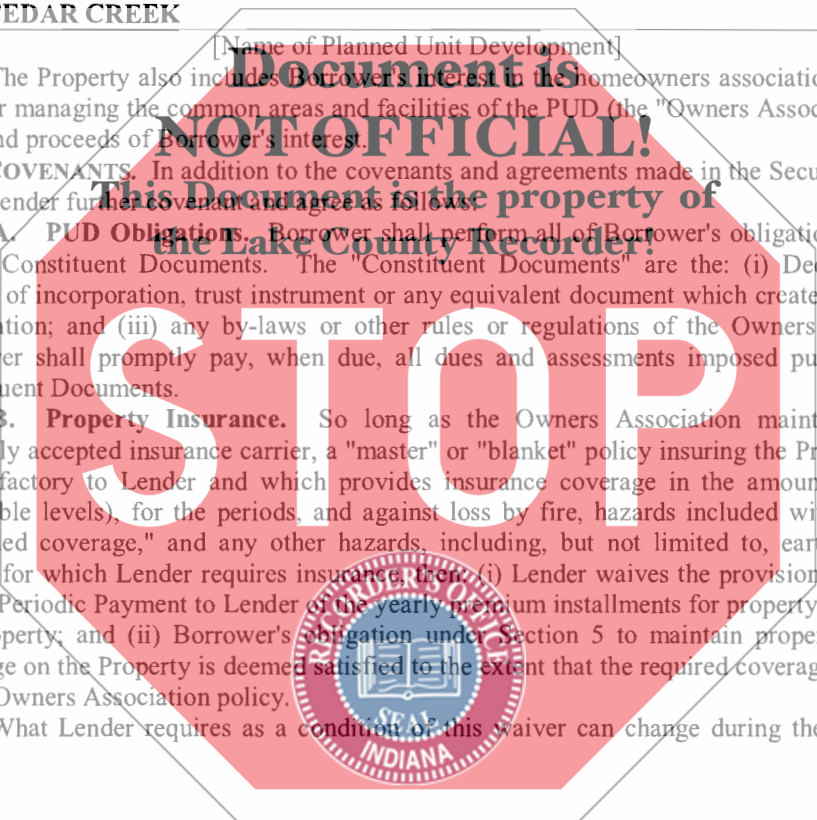 CEDAR CREEK
[Name of Planned Unit Development]
The Property also includes Borrower's interest in the homeowners associatio
r managing the common areas and facilities of the PUD (the "Owners Assoc
nd proceeds of Borrower's interest.
COVENANTS. In addition to the covenants and agreements made in the Secu
ender further covenant and agree as follows:
A. PUD Obligations. Borrower shall perform all of Borrower's obligatio
Constituent Documents. The "Constituent Documents" are the: (i) Dec
of incorporation, trust instrument or any equivalent document which create
ation; and (iii) any by-laws or other rules or regulations of the Owners
er shall promptly pay, when due, all dues and assessments imposed pu
uent Documents.
B. Property Insurance. So long as the Owners Association maint
ly accepted insurance carrier, a "master" or "blanket" policy insuring the Pr
factory to Lender and which provides insurance coverage in the amoun
ble levels), for the periods, and against loss by fire, hazards included wi
ed coverage," and any other hazards, including, but not limited to, eart
for which Lender requires insurance, then: (i) Lender waives the provision
Periodic Payment to Lender of the yearly premium installments for property
perty; and (ii) Borrower's obligation under Section 5 to maintain prope
ge on the Property is deemed satisfied to the extent that the required coverag
Owners Association policy.
What Lender requires as a condition of this waiver can change during the
Document is
NOT OFFICIAL!
This Document is the property of
the Lake County Recorder!
STOP
RECORDER'S OFFICE
SEAL
INDIANA